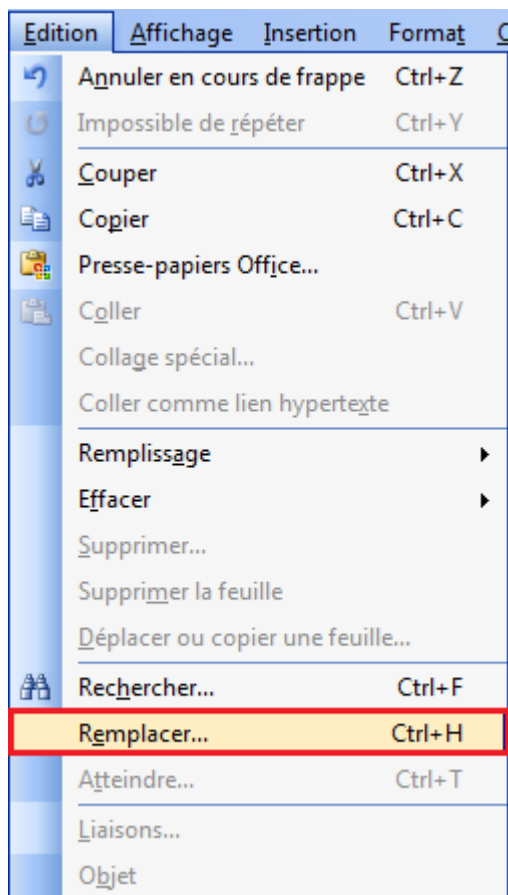 Edition Affichage Insertion Format
Annuler en cours de frappe Ctrl+Z
Impossible de répéter Ctrl+Y
Couper Ctrl+X
Copier Ctrl+C
Presse-papiers Office...
Coller Ctrl+V
Collage spécial...
Coller comme lien hypertexte
Remplissage
Effacer
Supprimer...
Supprimer la feuille
Déplacer ou copier une feuille...
Rechercher... Ctrl+F
Remplacer... Ctrl+H
Atteindre... Ctrl+T
Liaisons...
Objet